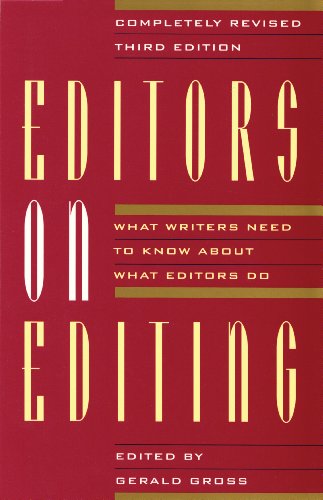 COMPLETELY REVISED
THIRD EDITION
EDITORS
WHAT WRITERS NEED
TO KNOW ABOUT
WHAT EDITORS DO
ON
EDITING
EDITED BY
GERALD GROSS